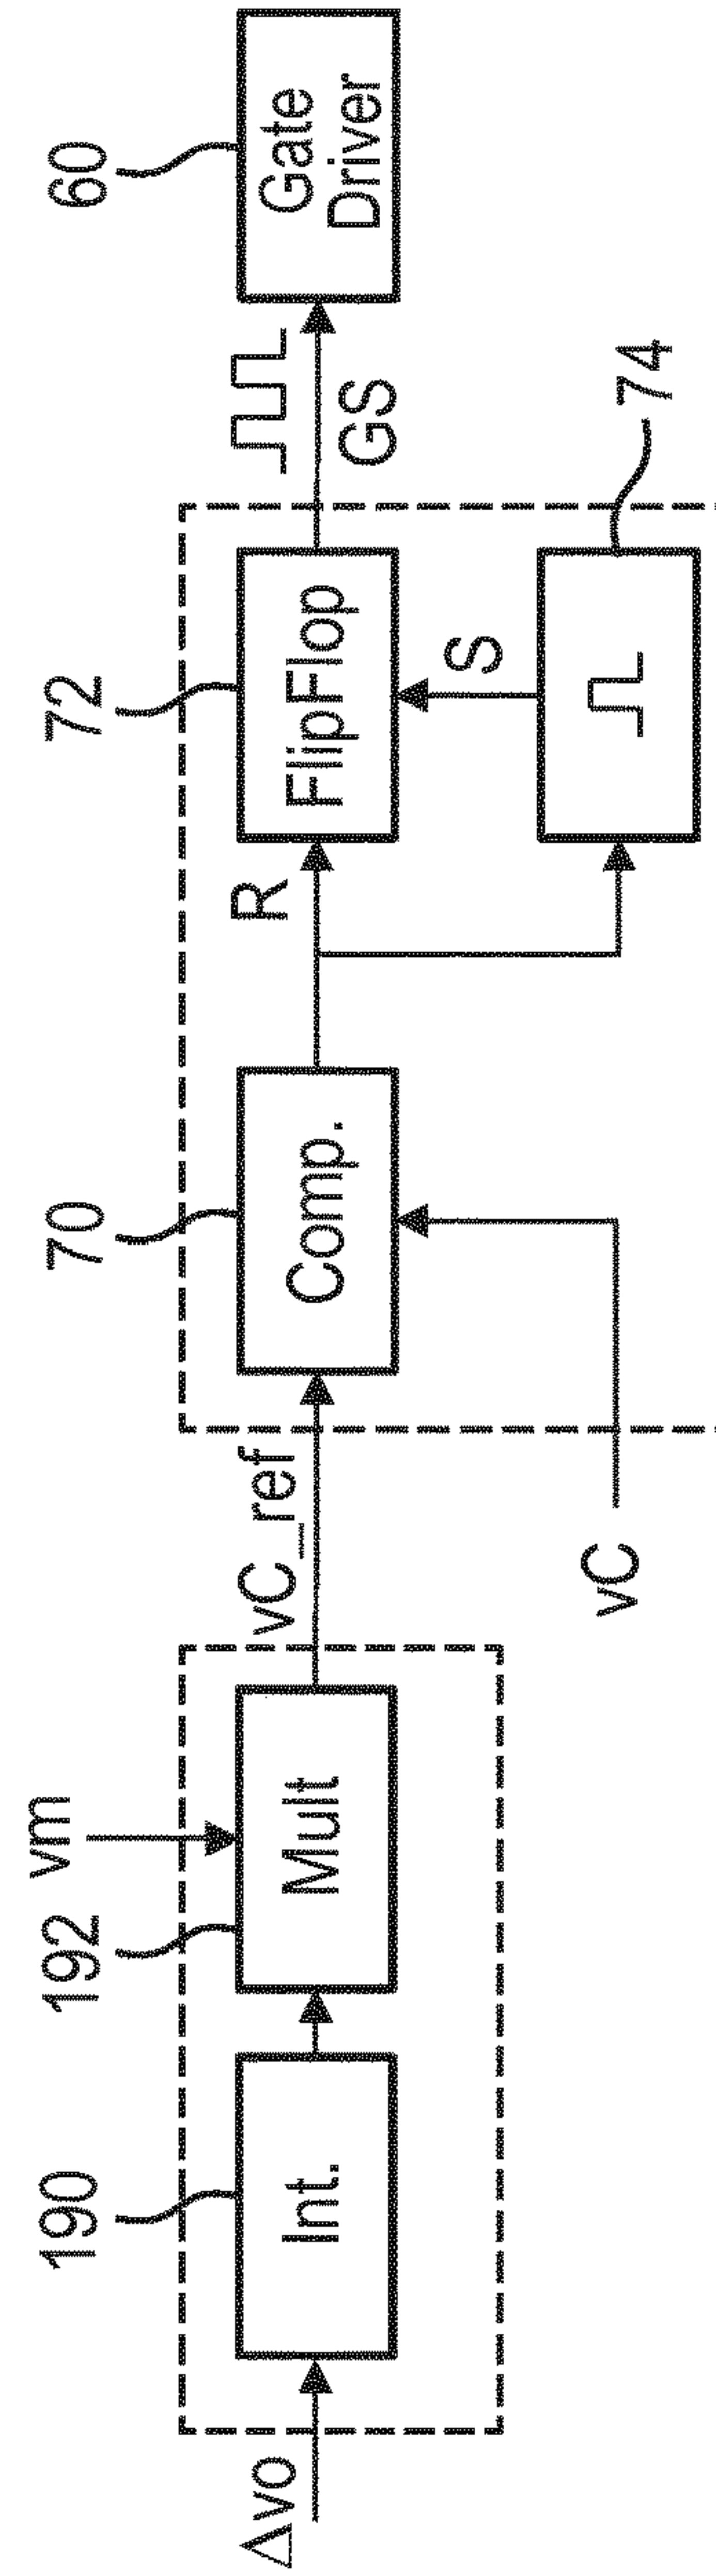 60
72
70
192
vm
190
Gate
Driver
GS
FlipFlop
R
Comp.
vC_ref
Mult
Int.
Δvo
S
74
vC